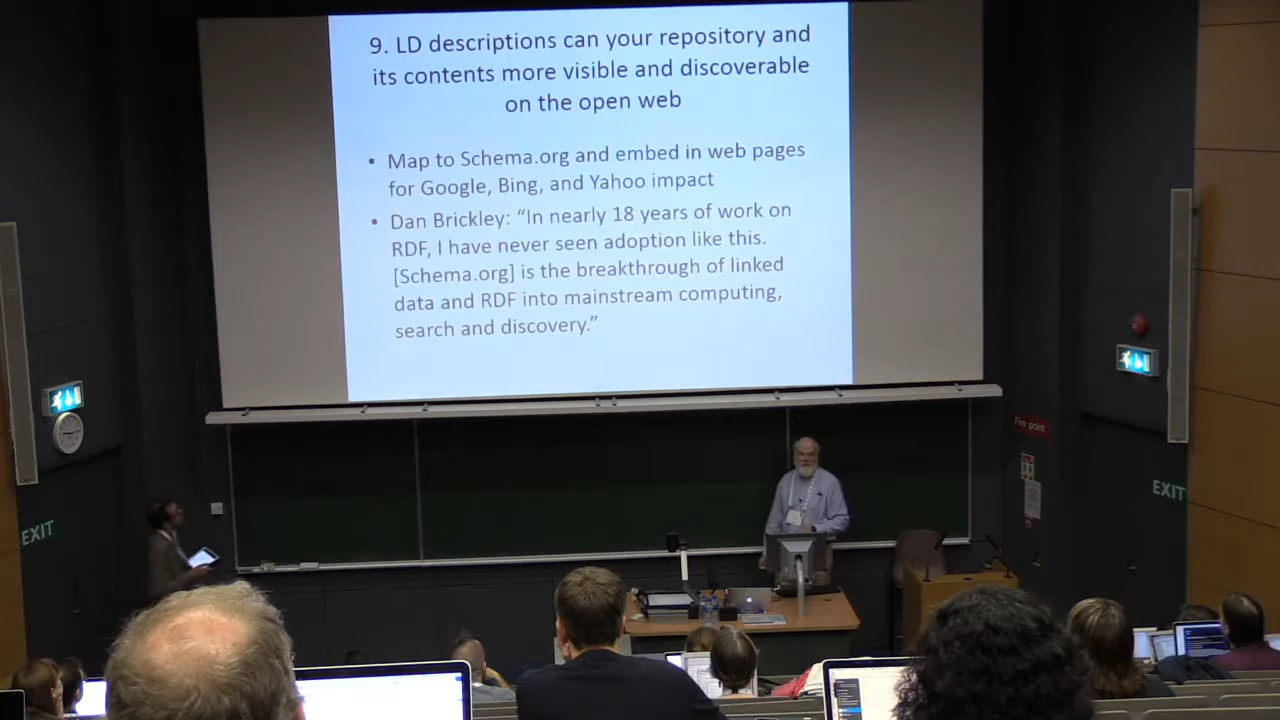 9. LD descriptions can your repository and
its contents more visible and discoverable
on the open web
• Map to Schema.org and embed in web pages
for Google, Bing, and Yahoo impact
• Dan Brickley: “In nearly 18 years of work on
RDF, I have never seen adoption like this.
[Schema.org] is the breakthrough of linked
data and RDF into mainstream computing,
search and discovery.”
Fire point
EXIT
EXIT